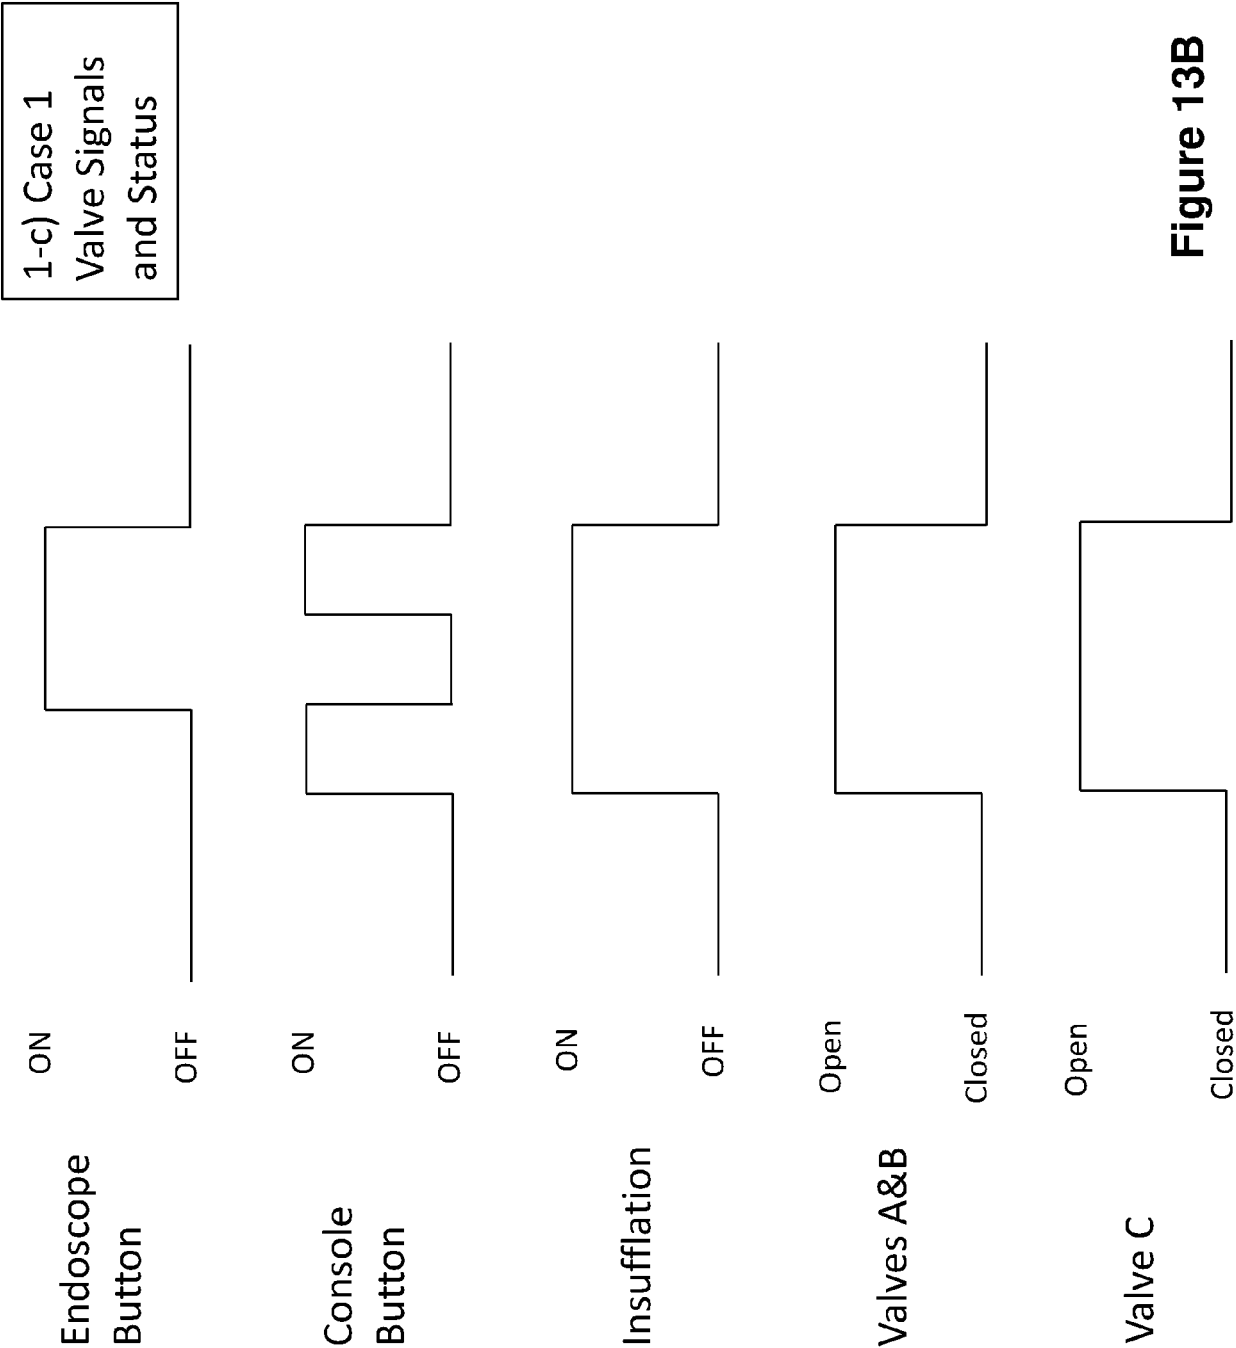 1-c) Case 1
Valve Signals
and Status
Endoscope
Button
ON
OFF
Console
Button
ON
OFF
Insufflation
ON
OFF
Valves A&B
Open
Closed
Valve C
Open
Closed
Figure 13B